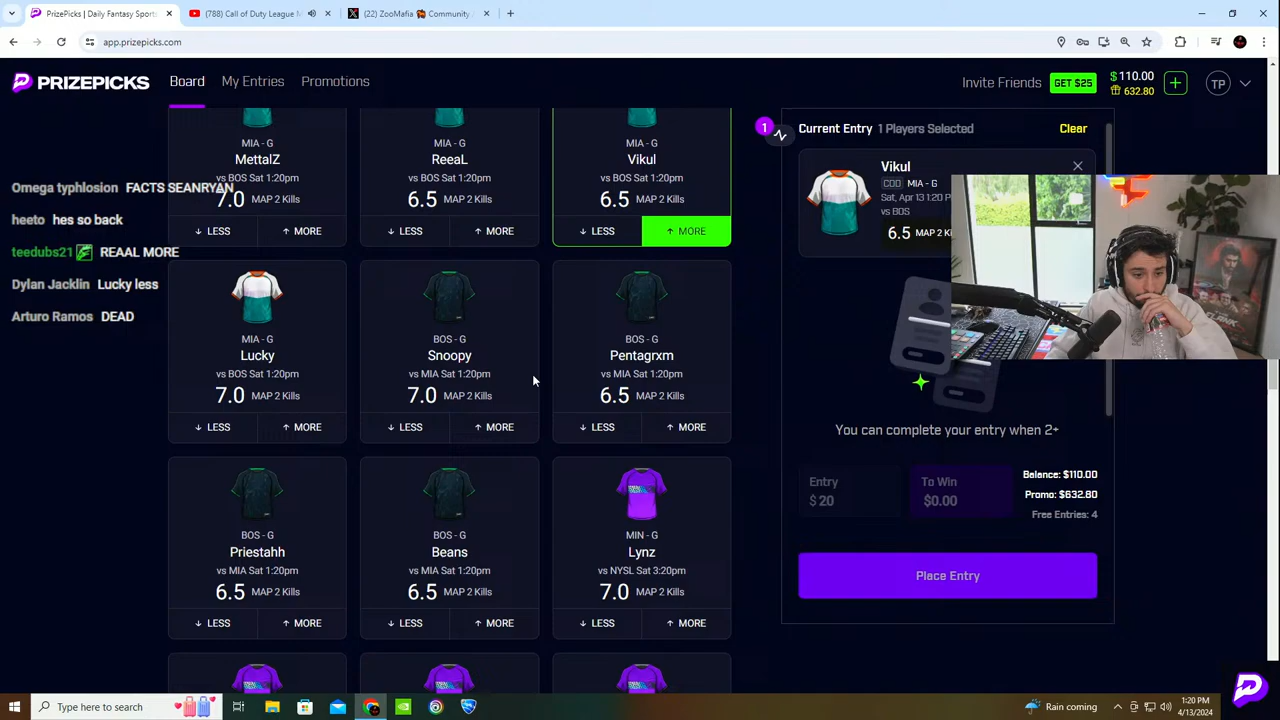 PrizePicks | Daily Fantasy Sports
(788) Call of Duty League M
(22) ZooMafia Community
app.prizepicks.com
PRIZEPICKS
Board
My Entries
Promotions
Invite Friends
GET $25
$ 110.00
632.80
TP
MIA - G
MettalZ
vs BOS Sat 1:20pm
7.0 MAP 2 Kills
LESS
MORE
MIA - G
ReeaL
vs BOS Sat 1:20pm
6.5 MAP 2 Kills
LESS
MORE
MIA - G
Vikul
vs BOS Sat 1:20pm
6.5 MAP 2 Kills
LESS
MORE
Omega typhlosion FACTS SEANRYAN
heeto hes so back
teedubs21 REAAL MORE
Dylan Jacklin Lucky less
Arturo Ramos DEAD
MIA - G
Lucky
vs BOS Sat 1:20pm
7.0 MAP 2 Kills
LESS
MORE
BOS - G
Snoopy
vs MIA Sat 1:20pm
7.0 MAP 2 Kills
LESS
MORE
BOS - G
Pentagrxm
vs MIA Sat 1:20pm
6.5 MAP 2 Kills
LESS
MORE
BOS - G
Priestahh
vs MIA Sat 1:20pm
6.5 MAP 2 Kills
LESS
MORE
BOS - G
Beans
vs MIA Sat 1:20pm
6.5 MAP 2 Kills
LESS
MORE
MIN - G
Lynz
vs NYSL Sat 3:20pm
7.0 MAP 2 Kills
LESS
MORE
1
Current Entry 1 Players Selected
Clear
Vikul
COD MIA - G
Sat, Apr 13 1:20 P
vs BOS
6.5 MAP 2 K
You can complete your entry when 2+
Entry
$ 20
To Win
$0.00
Balance: $110.00
Promo: $632.80
Free Entries: 4
Place Entry
Type here to search
Rain coming
1:20 PM
4/13/2024